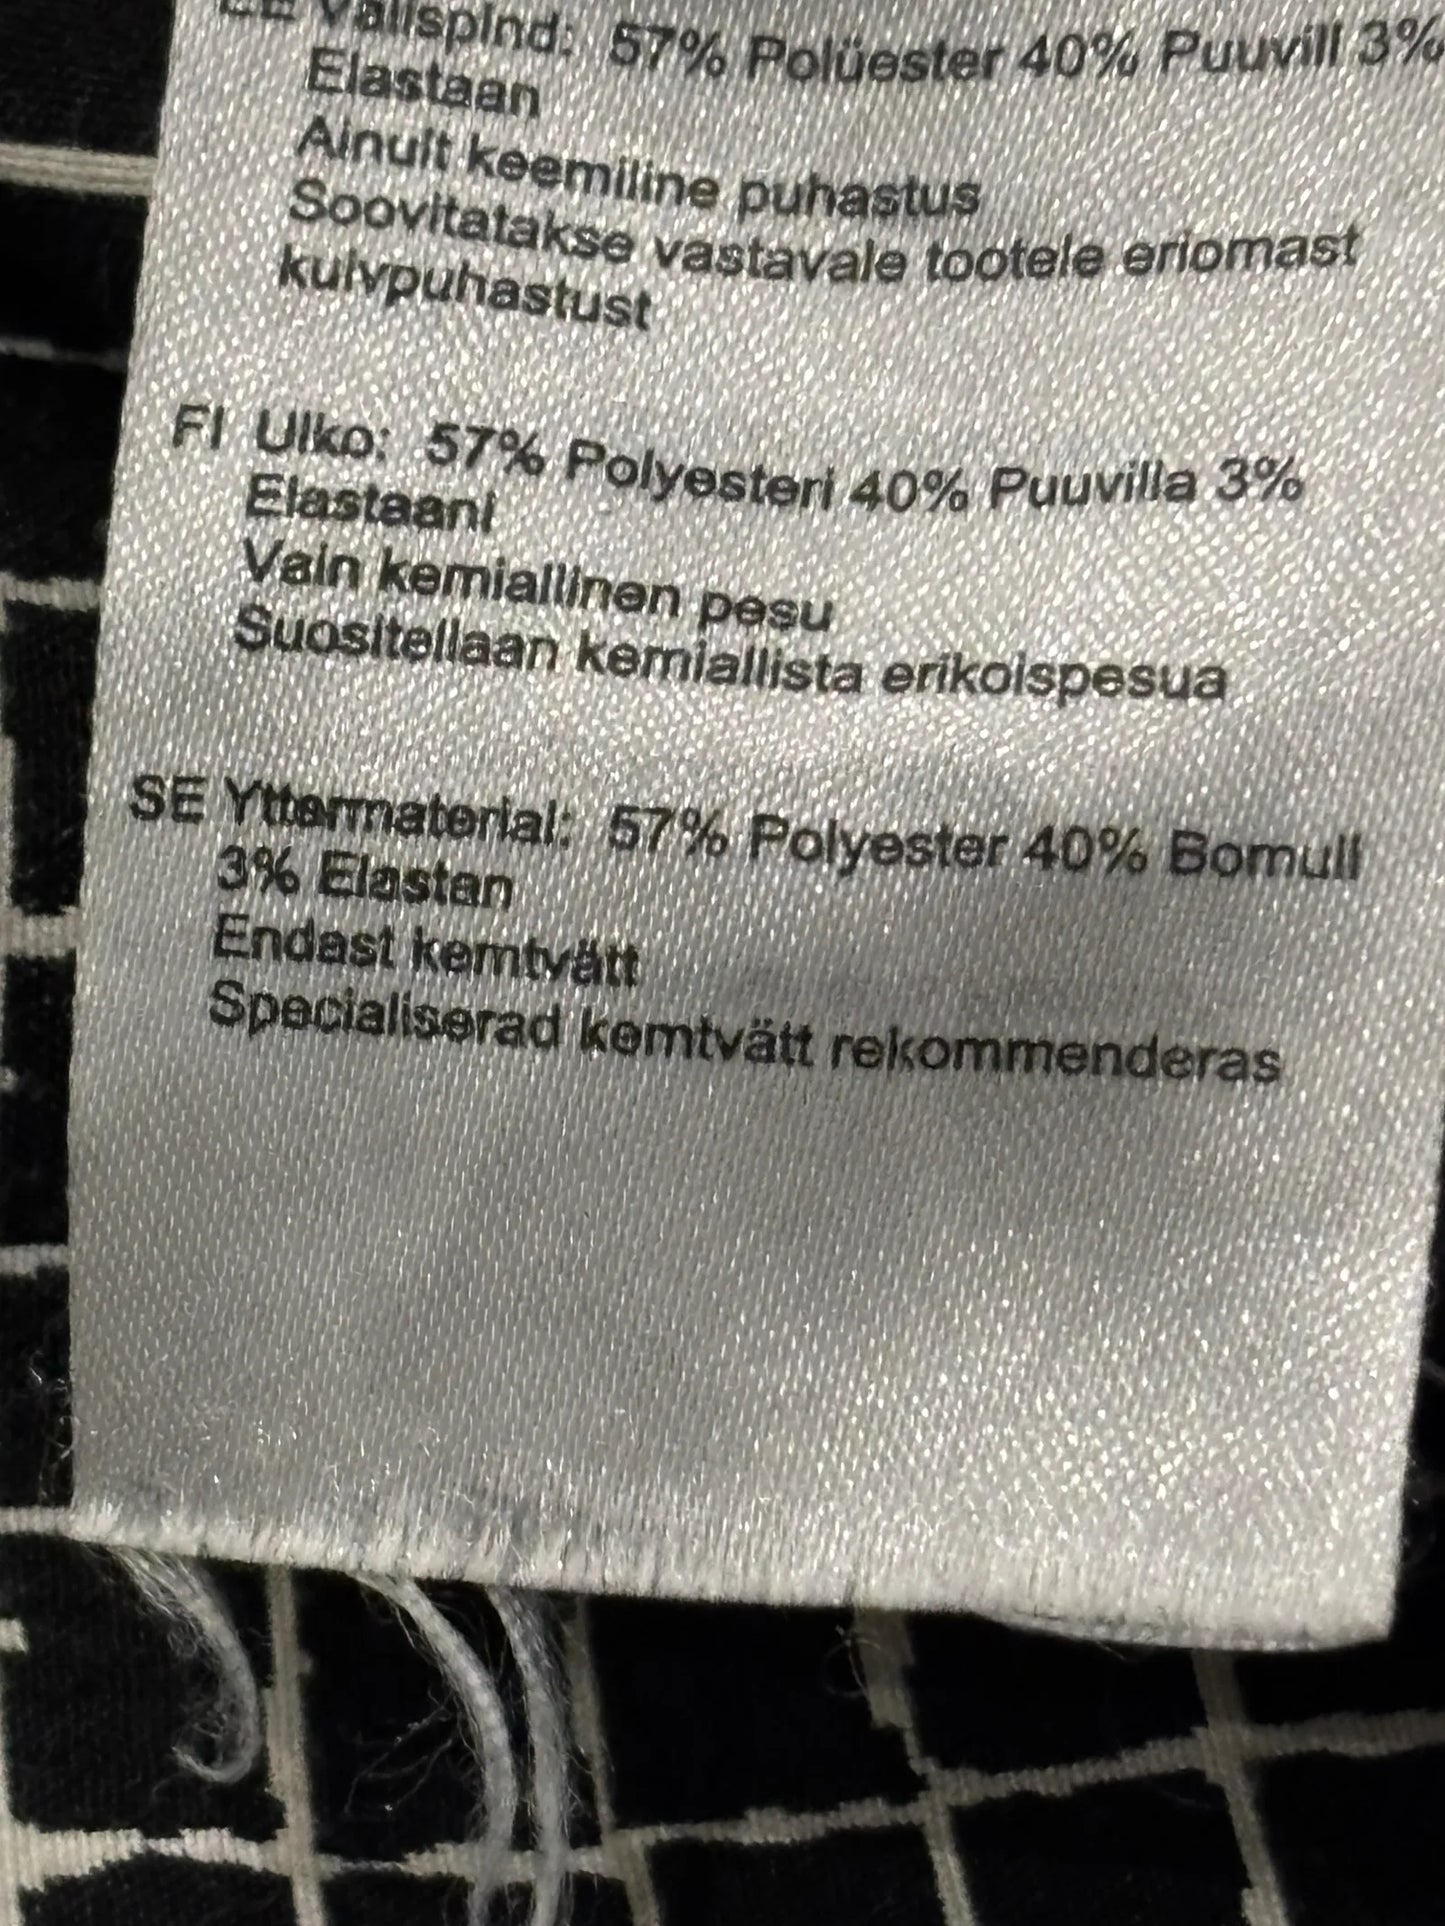 EE Välispind: 57% Polüester 40% Puuvill 3%
Elastaan
Ainult keemiline puhastus
Soovitatakse vastavale tootele eriomast
kuivpuhastust
FI Ulko: 57% Polyesteri 40% Puuvilla 3%
Elastaani
Vain kemiallinen pesu
Suositellaan kemiallista erikoispesua
SE Yttermaterial: 57% Polyester 40% Bomull
3% Elastan
Endast kemtvätt
Specialiserad kemtvätt rekommenderas